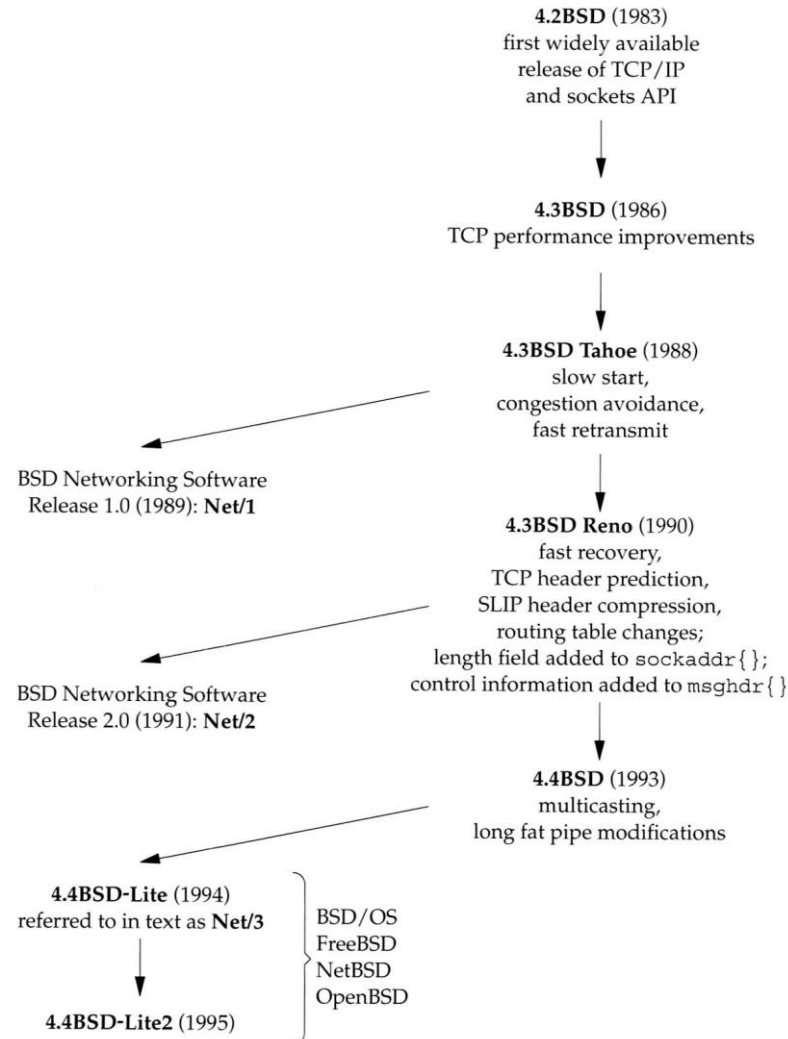 4.2BSD (1983)
first widely available
release of TCP/IP
and sockets API
4.3BSD (1986)
TCP performance improvements
4.3BSD Tahoe (1988)
slow start,
congestion avoidance,
fast retransmit
BSD Networking Software
Release 1.0 (1989): Net/1
4.3BSD Reno (1990)
fast recovery,
TCP header prediction,
SLIP header compression,
routing table changes;
length field added to sockaddr{};
control information added to msghdr{}
BSD Networking Software
Release 2.0 (1991): Net/2
4.4BSD (1993)
multicasting,
long fat pipe modifications
4.4BSD-Lite (1994)
referred to in text as Net/3
4.4BSD-Lite2 (1995)
BSD/OS
FreeBSD
NetBSD
OpenBSD